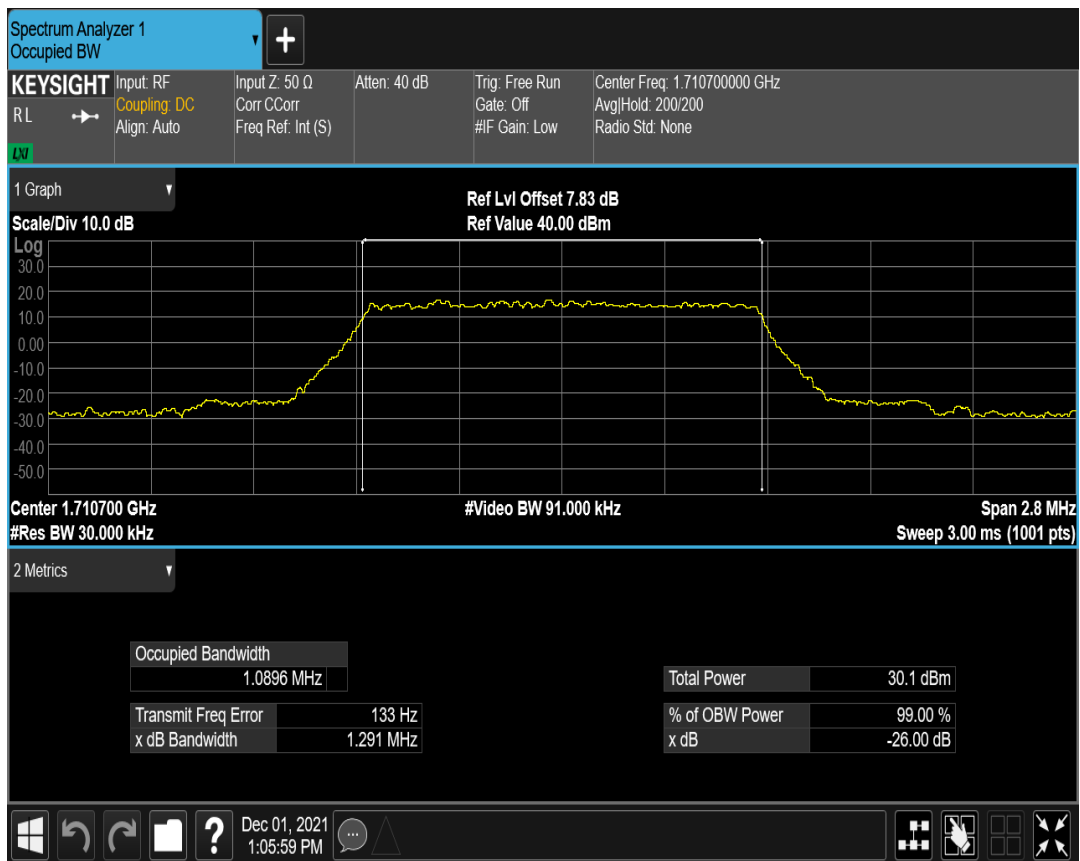 Spectrum Analyzer 1
Occupied BW
+
KEYSIGHT
RL
LXI
Input: RF
Coupling: DC
Align: Auto
Input Z: 50 Ω
Corr CCorr
Freq Ref: Int (S)
Atten: 40 dB
Trig: Free Run
Gate: Off
#IF Gain: Low
Center Freq: 1.710700000 GHz
Avg|Hold: 200/200
Radio Std: None
1 Graph
Scale/Div 10.0 dB
Ref Lvl Offset 7.83 dB
Ref Value 40.00 dBm
Log
30.0
20.0
10.0
0.00
-10.0
-20.0
-30.0
-40.0
-50.0
Center 1.710700 GHz
#Res BW 30.000 kHz
#Video BW 91.000 kHz
Span 2.8 MHz
Sweep 3.00 ms (1001 pts)
2 Metrics
Occupied Bandwidth
1.0896 MHz
Transmit Freq Error 133 Hz
x dB Bandwidth 1.291 MHz
Total Power 30.1 dBm
% of OBW Power 99.00 %
x dB -26.00 dB
?
Dec 01, 2021
1:05:59 PM